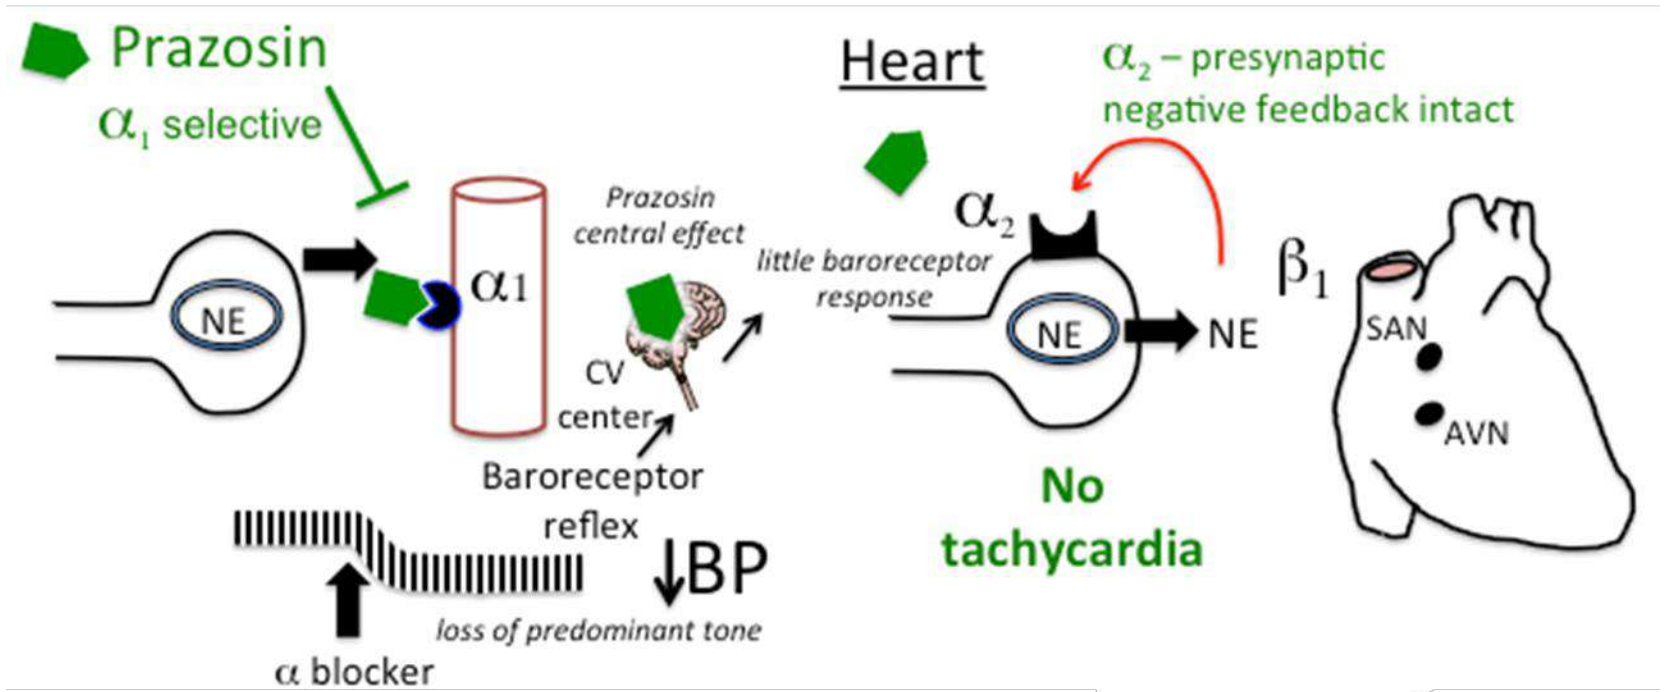 Prazosin
α₁ selective
NE
α1
Prazosin
central effect
CV
center
Baroreceptor
reflex
little baroreceptor
response
↓BP
loss of predominant tone
α blocker
Heart
α₂ – presynaptic
negative feedback intact
α₂
NE
NE
β₁
SAN
AVN
No
tachycardia